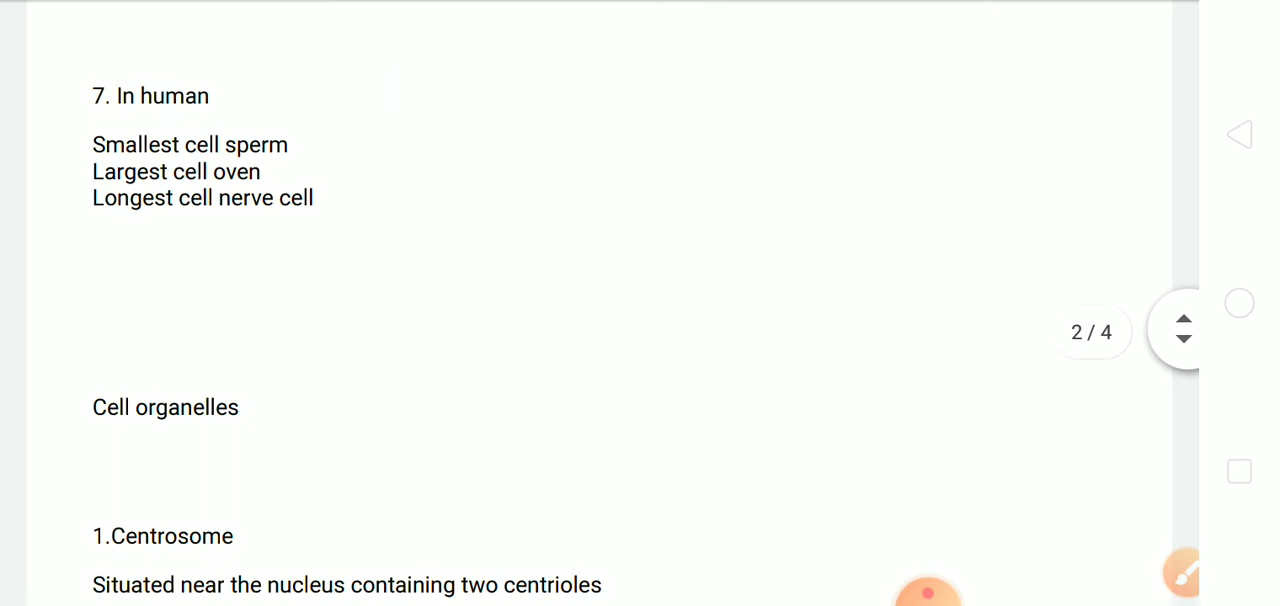 7. In human
Smallest cell sperm
Largest cell oven
Longest cell nerve cell
2 / 4
Cell organelles
1.Centrosome
Situated near the nucleus containing two centrioles